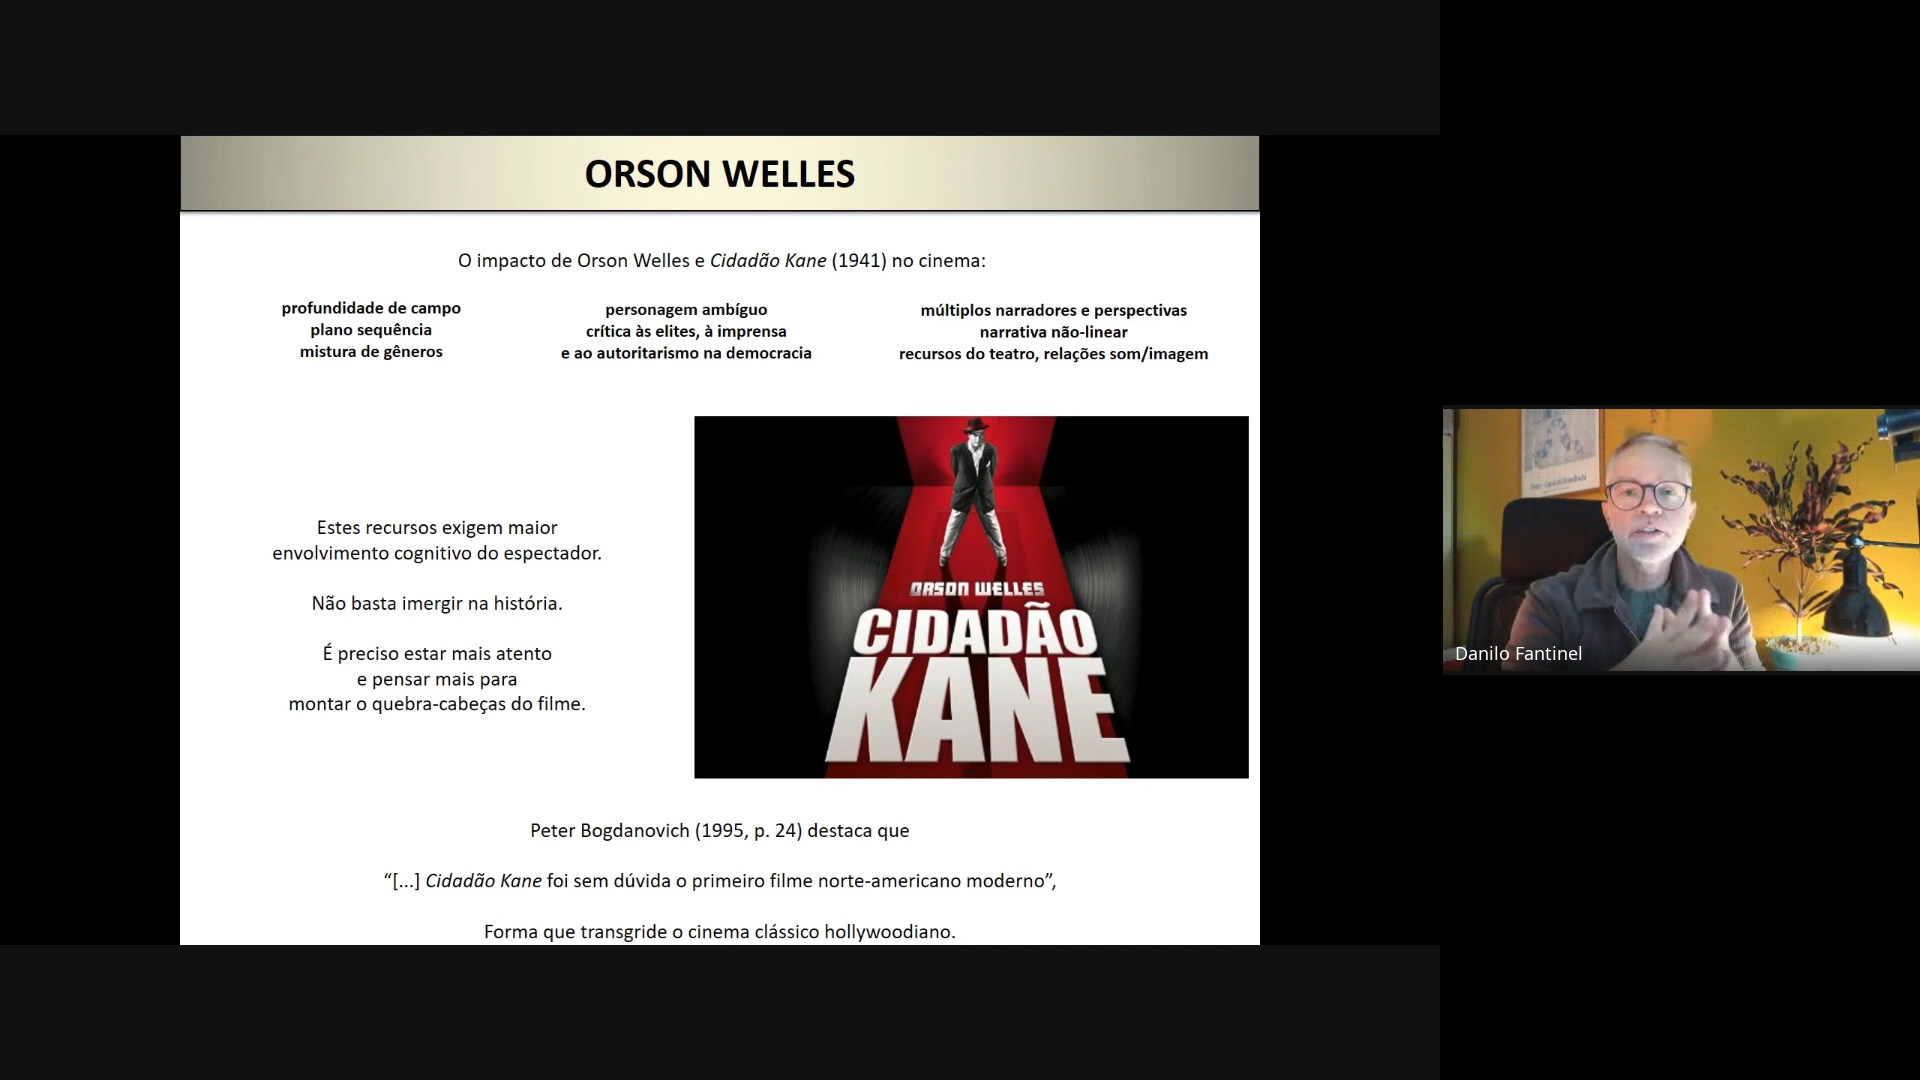 ORSON WELLES
O impacto de Orson Welles e Cidadão Kane (1941) no cinema:
profundidade de campo
plano sequência
mistura de gêneros
personagem ambíguo
crítica às elites, à imprensa
e ao autoritarismo na democracia
múltiplos narradores e perspectivas
narrativa não-linear
recursos do teatro, relações som/imagem
Estes recursos exigem maior
envolvimento cognitivo do espectador.
Não basta imergir na história.
É preciso estar mais atento
e pensar mais para
montar o quebra-cabeças do filme.
ORSON WELLES
CIDADÃO
KANE
Peter Bogdanovich (1995, p. 24) destaca que
“[...] Cidadão Kane foi sem dúvida o primeiro filme norte-americano moderno”,
Forma que transgride o cinema clássico hollywoodiano.
Danilo Fantinel